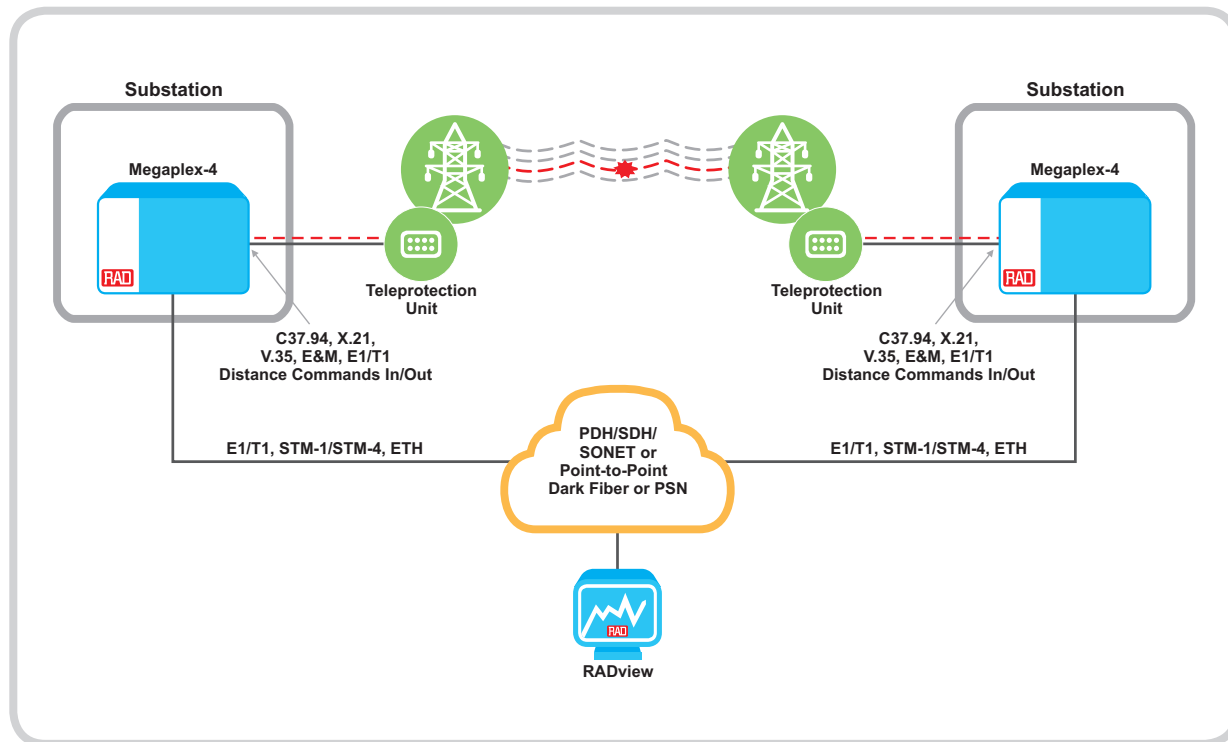 Substation
Megaplex-4
RAD
Teleprotection
Unit
C37.94, X.21,
V.35, E&M, E1/T1
Distance Commands In/Out
E1/T1, STM-1/STM-4, ETH
Substation
Megaplex-4
RAD
Teleprotection
Unit
C37.94, X.21,
V.35, E&M, E1/T1
Distance Commands In/Out
E1/T1, STM-1/STM-4, ETH
PDH/SDH/
SONET or
Point-to-Point
Dark Fiber or PSN
RAD
RADview